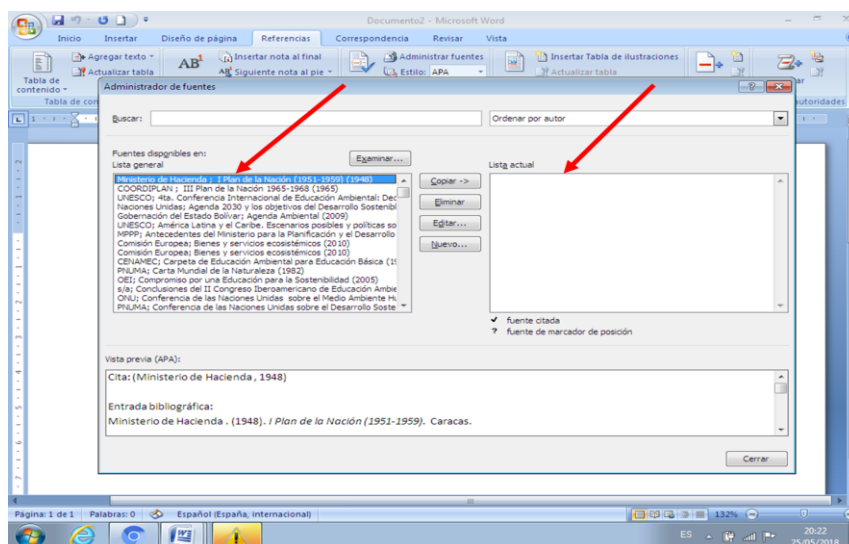 Documento2 - Microsoft Word
Inicio Insertar Diseño de página Referencias Correspondencia Revisar Vista
Agregar texto
Actualizar tabla
Tabla de contenido
Tabla de con
AB¹
Insertar nota al final
Siguiente nota al pie
Administrar fuentes
Estilo: APA
Insertar Tabla de ilustraciones
Actualizar tabla
ar
utoridades
Administrador de fuentes
Buscar:
Ordenar por autor
Fuentes disponibles en:
Lista general
Examinar...
Lista actual
Ministerio de Hacienda ; I Plan de la Nación (1951-1959) (1948)
COORDIPLAN ; III Plan de la Nación 1965-1968 (1965)
UNESCO; 4ta. Conferencia Internacional de Educación Ambiental: Dec
Naciones Unidas; Agenda 2030 y los objetivos del Desarrollo Sostenibl
Gobernación del Estado Bolívar; Agenda Ambiental (2009)
UNESCO; América Latina y el Caribe. Escenarios posibles y políticas so
MPPP; Antecedentes del Ministerio para la Planificación y el Desarrollo
Comisión Europea; Bienes y servicios ecosistémicos (2010)
Comisión Europea; Bienes y servicios ecosistémicos (2010)
CENAMEC; Carpeta de Educación Ambiental para Educación Básica (19
PNUMA; Carta Mundial de la Naturaleza (1982)
OEI; Compromiso por una Educación para la Sostenibilidad (2005)
s/a; Conclusiones del II Congreso Iberoamericano de Educación Ambie
ONU; Conferencia de las Naciones Unidas sobre el Medio Ambiente Hu
PNUMA; Conferencia de las Naciones Unidas sobre el Desarrollo Soste
Copiar ->
Eliminar
Editar...
Nuevo...
✔ fuente citada
? fuente de marcador de posición
Vista previa (APA):
Cita: (Ministerio de Hacienda, 1948)
Entrada bibliográfica:
Ministerio de Hacienda . (1948). I Plan de la Nación (1951-1959). Caracas.
Cerrar
Página: 1 de 1 Palabras: 0 Español (España, internacional) 132%
ES 20:22
25/05/2018